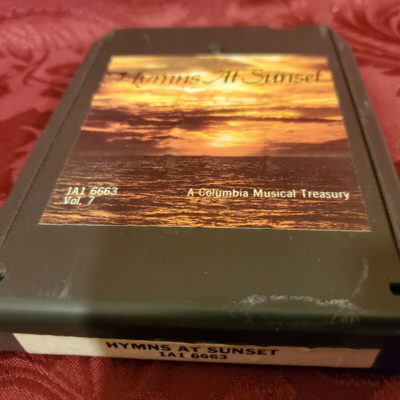 Hymns At Sunset
1A1 6663
Vol. 7
A Columbia Musical Treasury
HYMNS AT SUNSET
1A1 6663